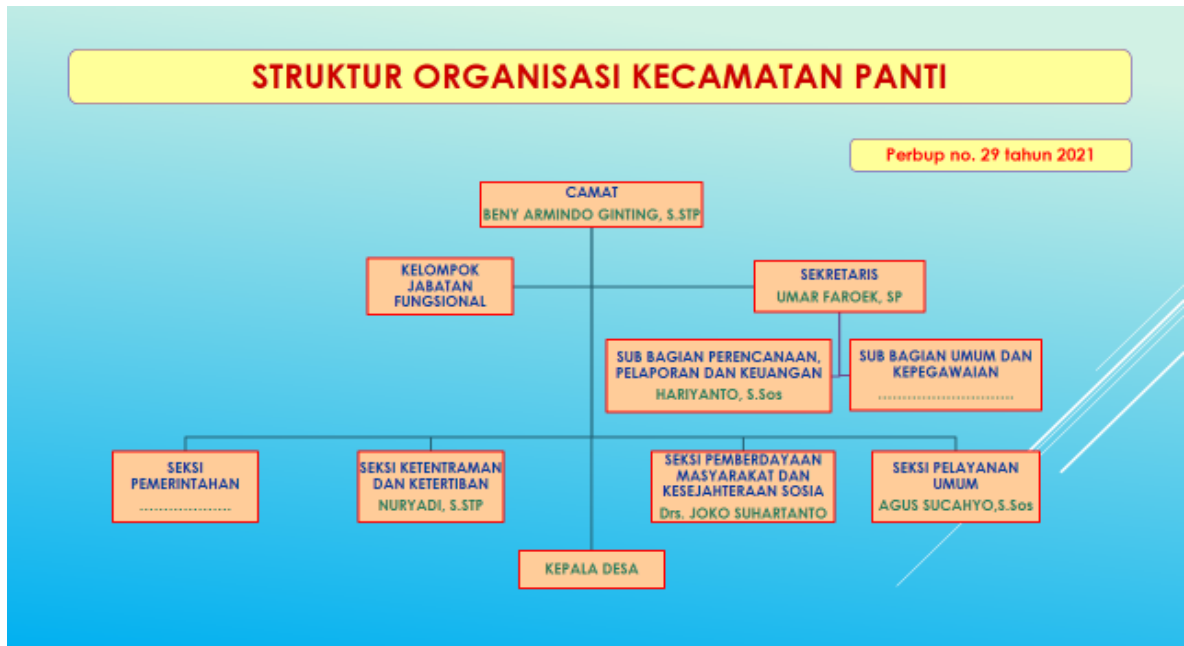 STRUKTUR ORGANISASI KECAMATAN PANTI
Perbup no. 29 tahun 2021
CAMAT
BENY ARMINDO GINTING, S.STP
KELOMPOK
JABATAN
FUNGSIONAL
SEKRETARIS
UMAR FAROEK, SP
SUB BAGIAN PERENCANAAN,
PELAPORAN DAN KEUANGAN
HARIYANTO, S.Sos
SUB BAGIAN UMUM DAN
KEPEGAWAIAN
............................
SEKSI
PEMERINTAHAN
...................
SEKSI KETENTRAMAN
DAN KETERTIBAN
NURYADI, S.STP
SEKSI PEMBERDAYAAN
MASYARAKAT DAN
KESEJAHTERAAN SOSIA
Drs. JOKO SUHARTANTO
SEKSI PELAYANAN
UMUM
AGUS SUCAHYO,S.Sos
KEPALA DESA